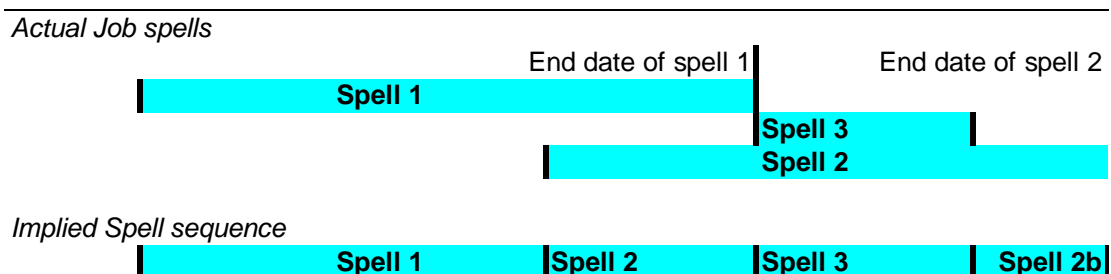 Actual Job spells
End date of spell 1 End date of spell 2
Spell 1
Spell 3
Spell 2
Implied Spell sequence
Spell 1 Spell 2 Spell 3 Spell 2b